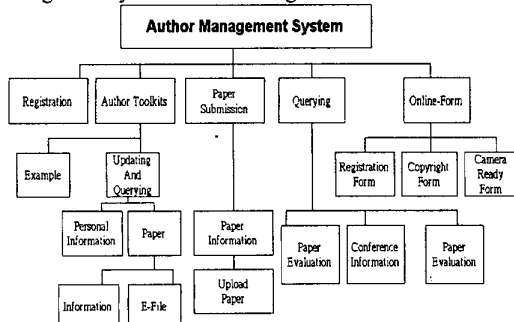 Author Management System
Registration
Author Toolkits
Paper
Submission
Querying
Online-Form
Example
Updating
And
Querying
Registration
Form
Copyright
Form
Camera
Ready
Form
Personal
Information
Paper
Paper
Information
Paper
Evaluation
Conference
Information
Paper
Evaluation
Information
E-File
Upload
Paper